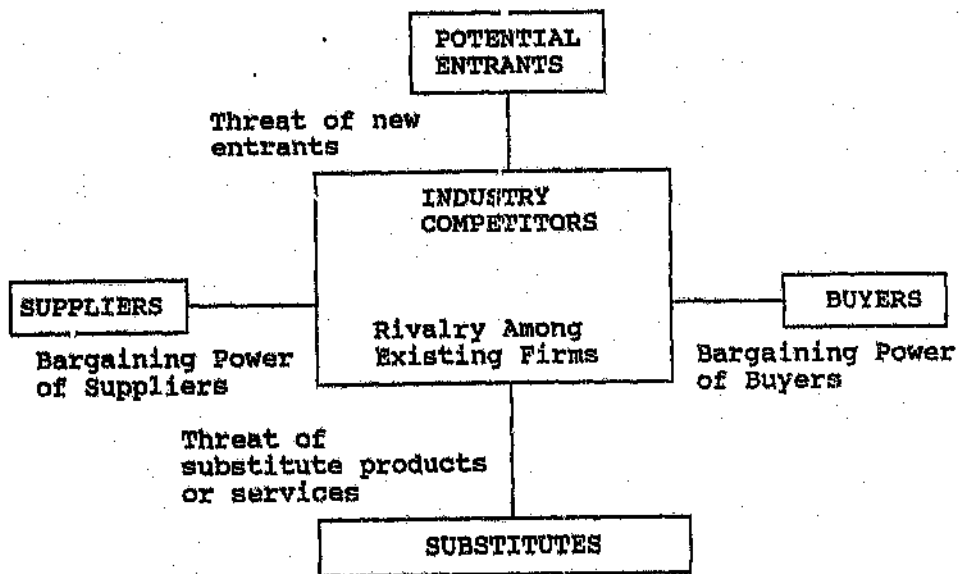 POTENTIAL
ENTRANTS
Threat of new
entrants
INDUSTRY
COMPETITORS
SUPPLIERS
BUYERS
Rivalry Among
Existing Firms
Bargaining Power
of Suppliers
Bargaining Power
of Buyers
Threat of
substitute products
or services
SUBSTITUTES